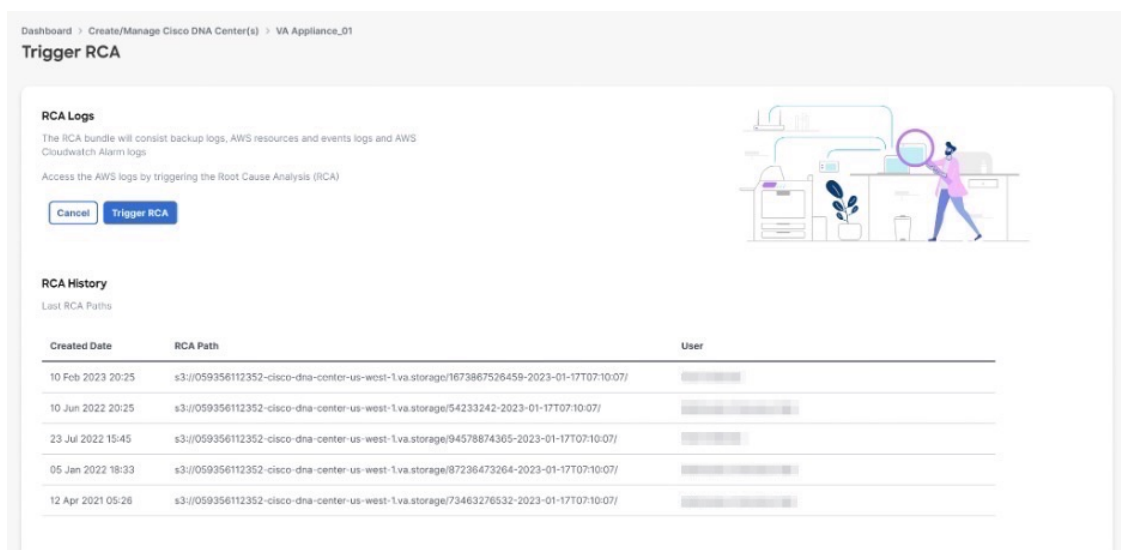 Dashboard > Create/Manage Cisco DNA Center(s) > VA Appliance_01
Trigger RCA
RCA Logs
The RCA bundle will consist backup logs, AWS resources and events logs and AWS
Cloudwatch Alarm logs
Access the AWS logs by triggering the Root Cause Analysis (RCA)
Cancel Trigger RCA
RCA History
Last RCA Paths
Created Date RCA Path User
10 Feb 2023 20:25 s3://059356112352-cisco-dna-center-us-west-1.va.storage/1673867526459-2023-01-17T07:10:07/
10 Jun 2022 20:25 s3://059356112352-cisco-dna-center-us-west-1.va.storage/54233242-2023-01-17T07:10:07/
23 Jul 2022 15:45 s3://059356112352-cisco-dna-center-us-west-1.va.storage/94578874365-2023-01-17T07:10:07/
05 Jan 2022 18:33 s3://059356112352-cisco-dna-center-us-west-1.va.storage/87236473264-2023-01-17T07:10:07/
12 Apr 2021 05:26 s3://059356112352-cisco-dna-center-us-west-1.va.storage/73463276532-2023-01-17T07:10:07/